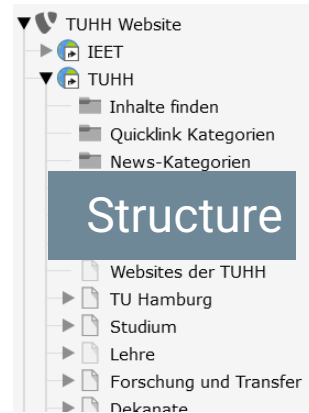 TUHH Website
IEET
TUHH
Inhalte finden
Quicklink Kategorien
News-Kategorien
Structure
Websites der TUHH
TU Hamburg
Studium
Lehre
Forschung und Transfer
Dekanate